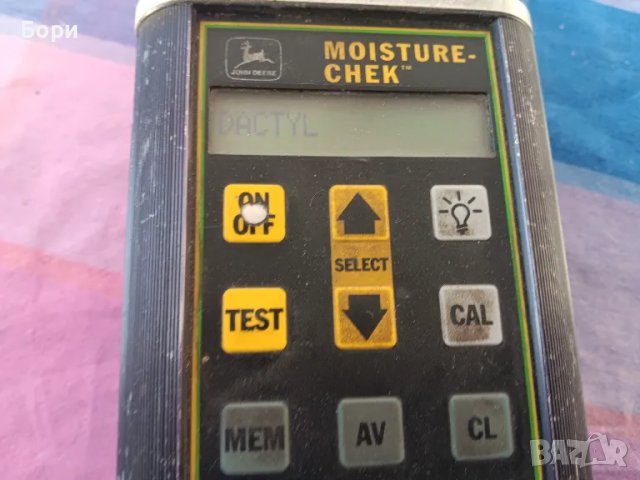 Бори
JOHN DEERE
MOISTURE-
CHEK™
DACTYL
ON
OFF
SELECT
TEST
CAL
MEM
AV
CL
BAZAR